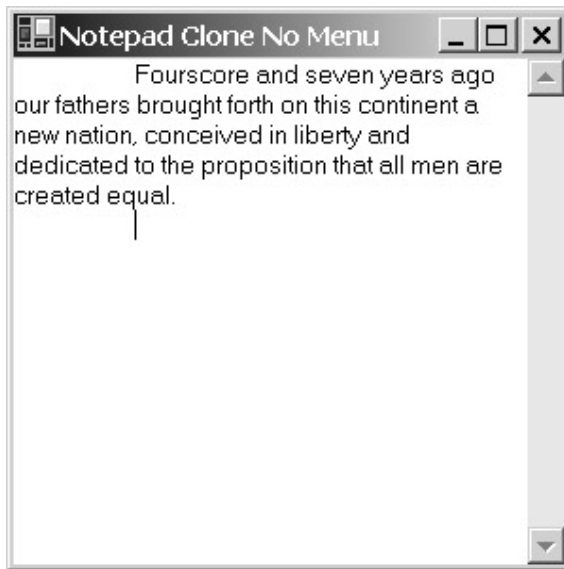 Notepad Clone No Menu
Fourscore and seven years ago
our fathers brought forth on this continent a
new nation, conceived in liberty and
dedicated to the proposition that all men are
created equal.